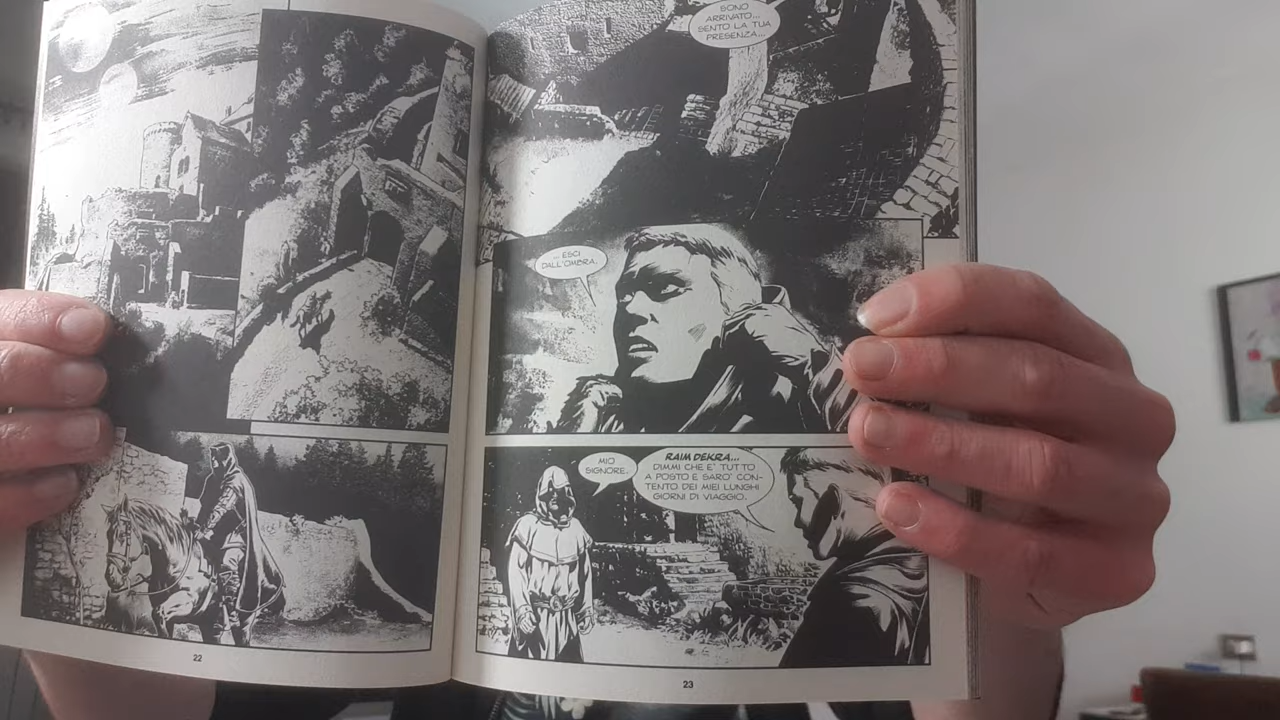 SONO
ARRIVATO...
SENTO LA TUA
PRESENZA...
... ESCI
DALL'OMBRA.
MIO
SIGNORE.
RAIM DEKRA...
DIMMI CHE E' TUTTO
A POSTO E SARO' CON-
TENTO DEI MIEI LUNGHI
GIORNI DI VIAGGIO.
22
23